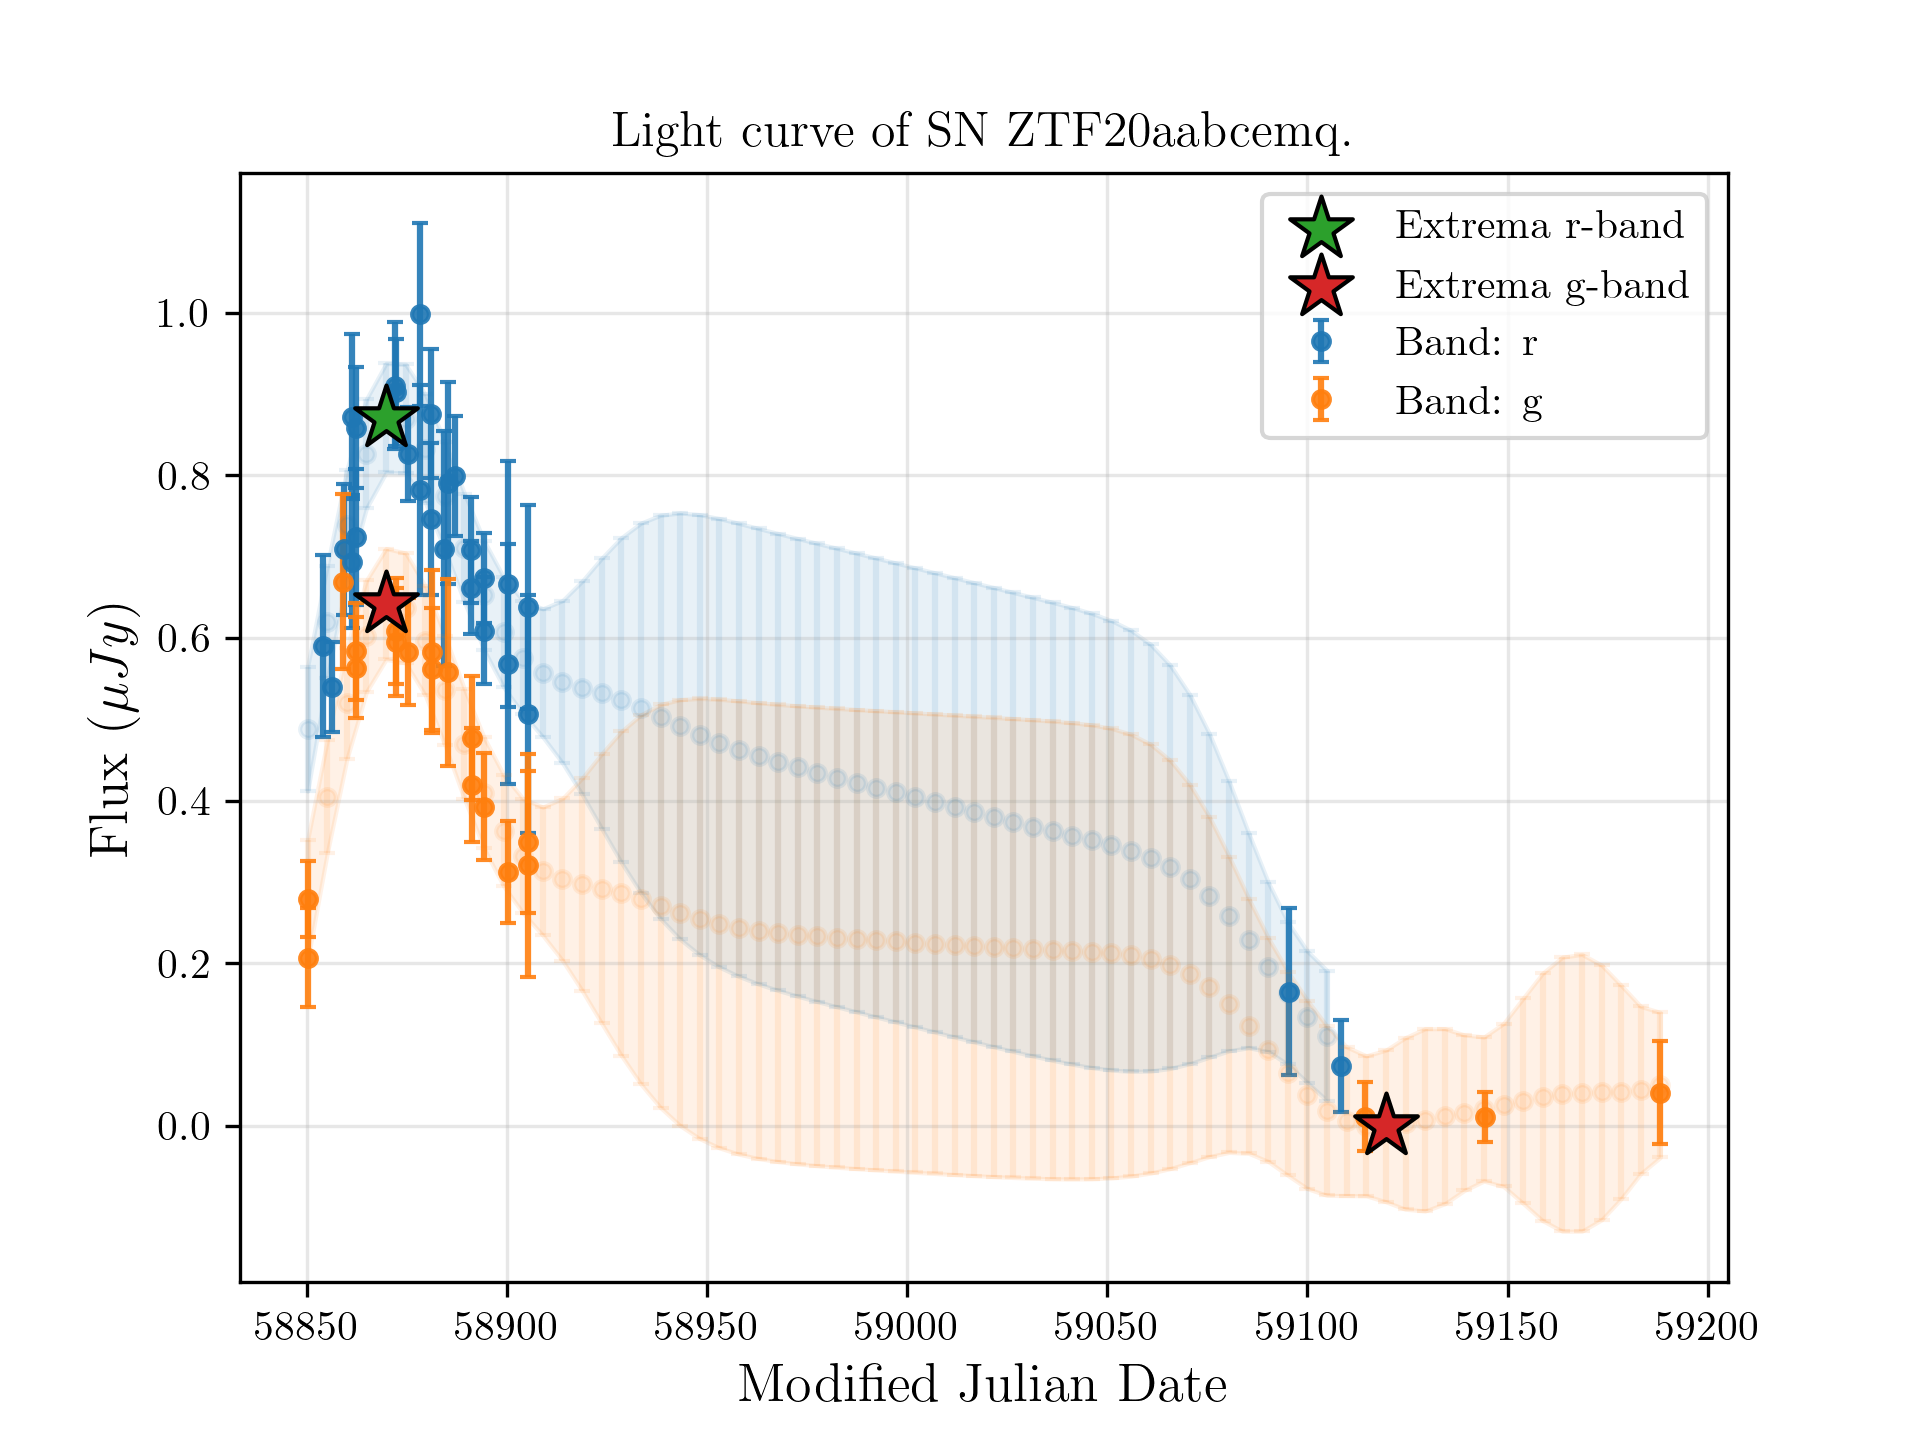 Light curve of SN ZTF20aabcemq.
Extrema r-band
Extrema g-band
Band: r
Band: g
Flux (μJy)
1.0
0.8
0.6
0.4
0.2
0.0
58850 58900 58950 59000 59050 59100 59150 59200
Modified Julian Date